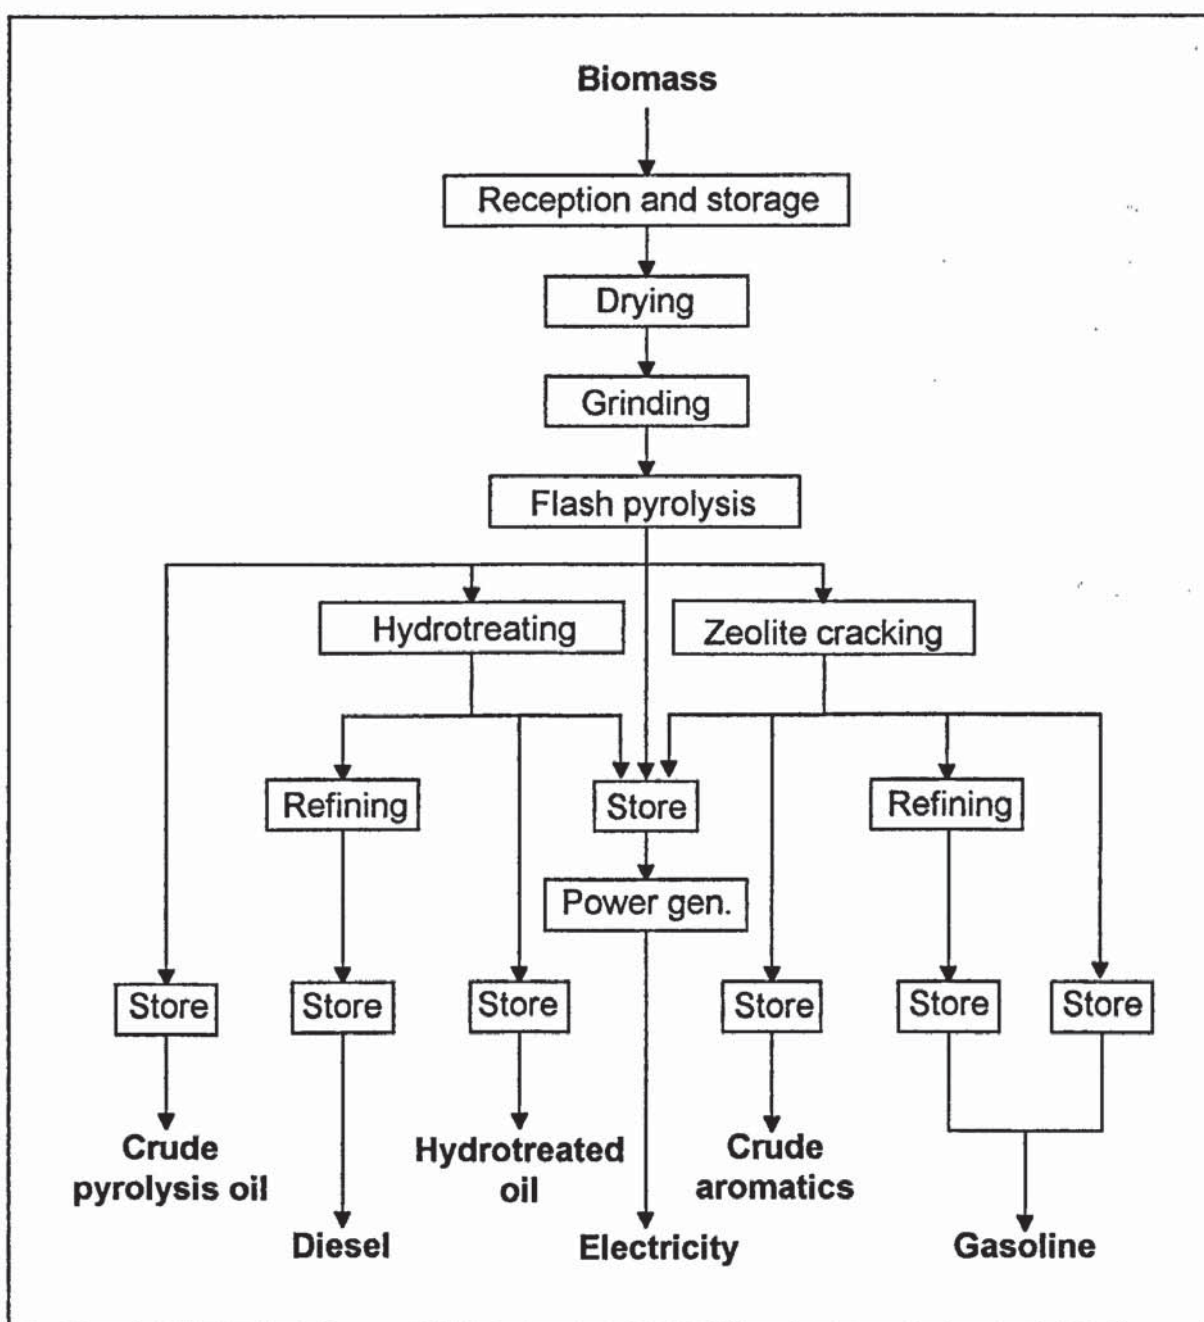 Biomass
Reception and storage
Drying
Grinding
Flash pyrolysis
Hydrotreating
Zeolite cracking
Refining
Store
Refining
Power gen.
Store
Store
Store
Store
Store
Store
Crude
pyrolysis oil
Hydrotreated
oil
Crude
aromatics
Diesel
Electricity
Gasoline